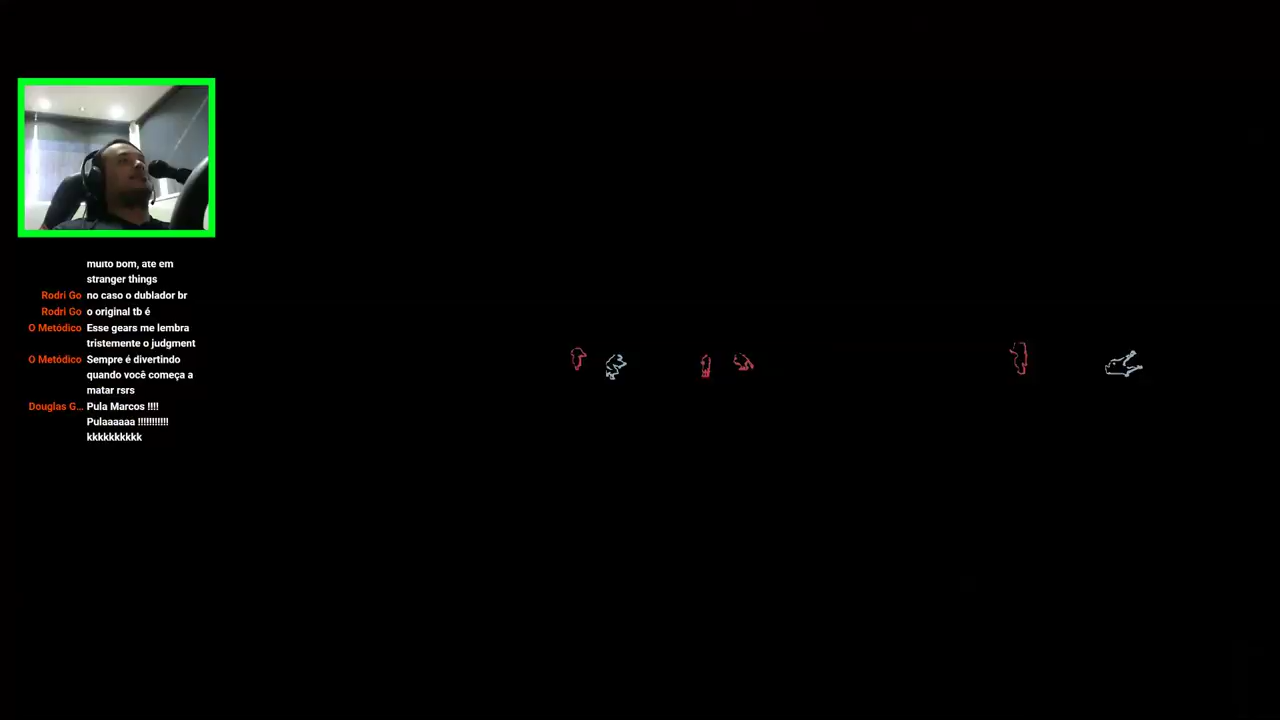 muito bom, ate em
stranger things
Rodri Go no caso o dublador br
Rodri Go o original tb é
O Metódico Esse gears me lembra
tristemente o judgment
O Metódico Sempre é divertindo
quando você começa a
matar rsrs
Douglas G... Pula Marcos !!!!
Pulaaaaaa !!!!!!!!!!!
kkkkkkkkkk